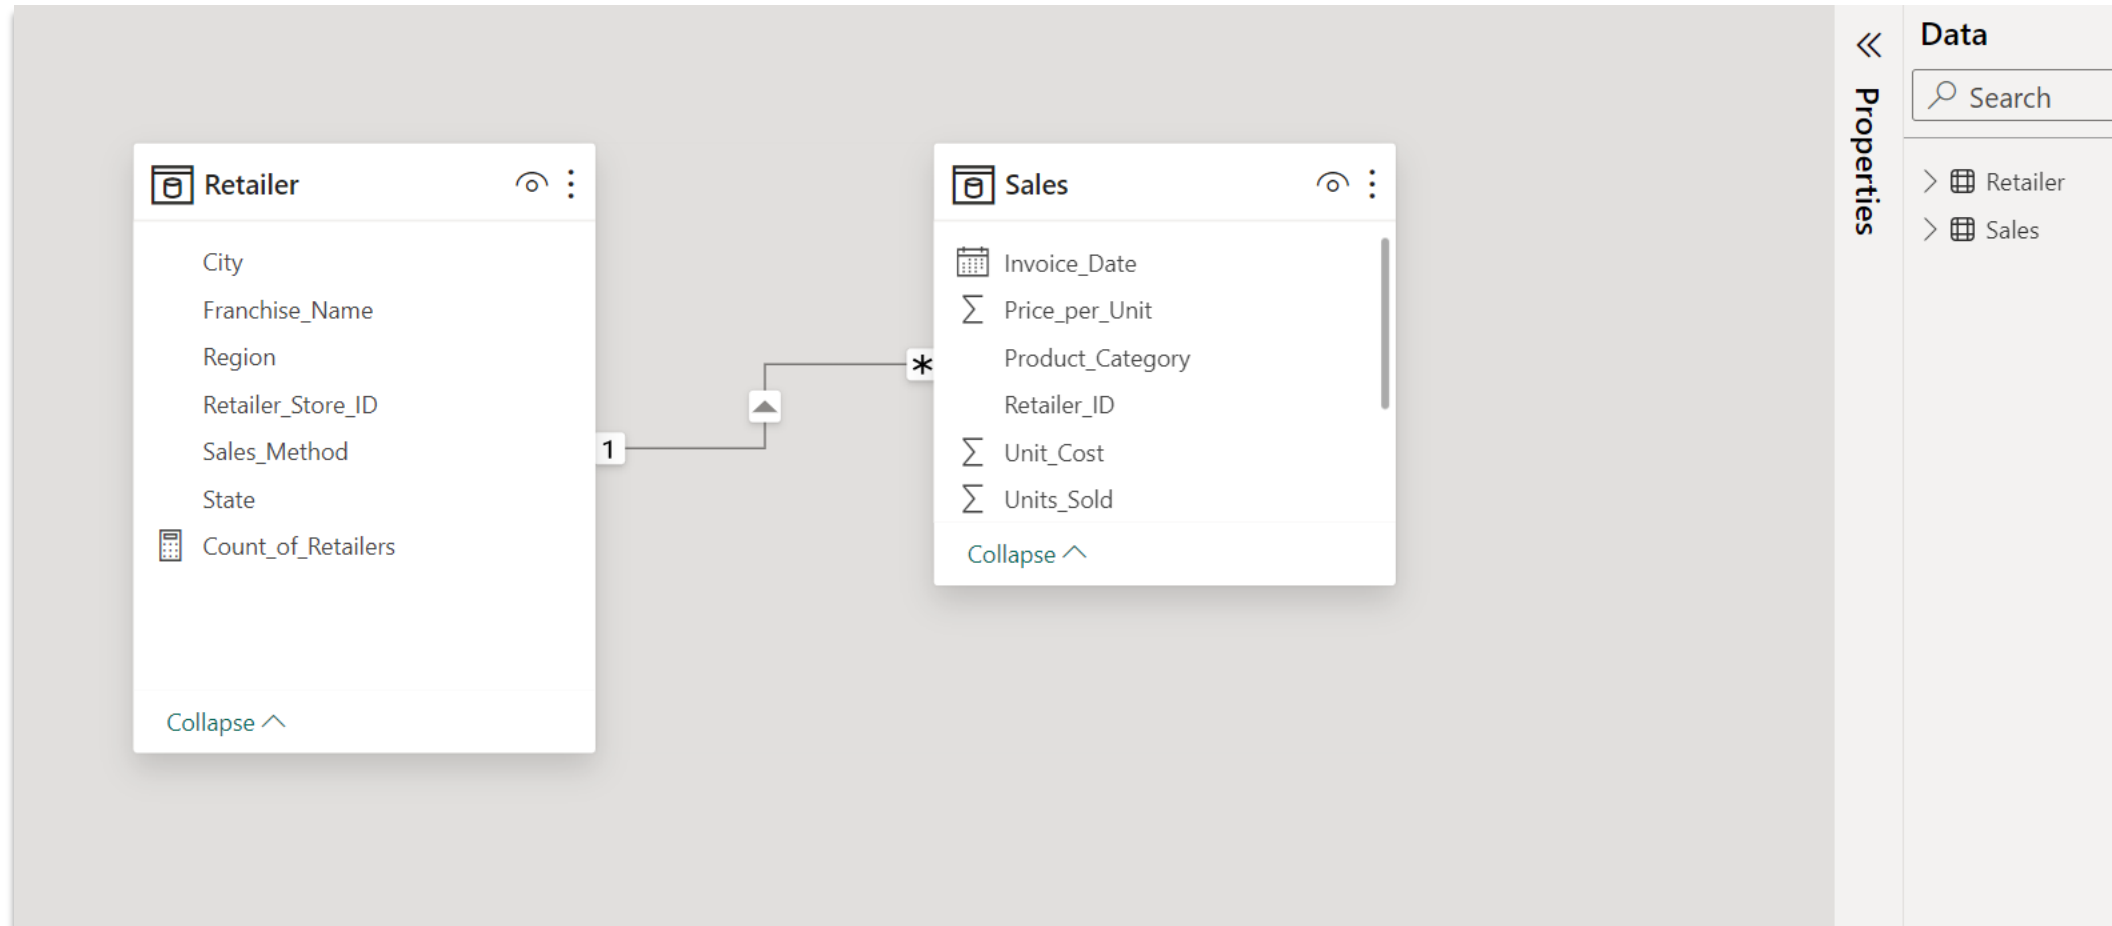 Retailer
City
Franchise_Name
Region
Retailer_Store_ID
Sales_Method
State
Count_of_Retailers
Collapse
1
*
Sales
Invoice_Date
Price_per_Unit
Product_Category
Retailer_ID
Unit_Cost
Units_Sold
Collapse
Properties
Data
Search
Retailer
Sales